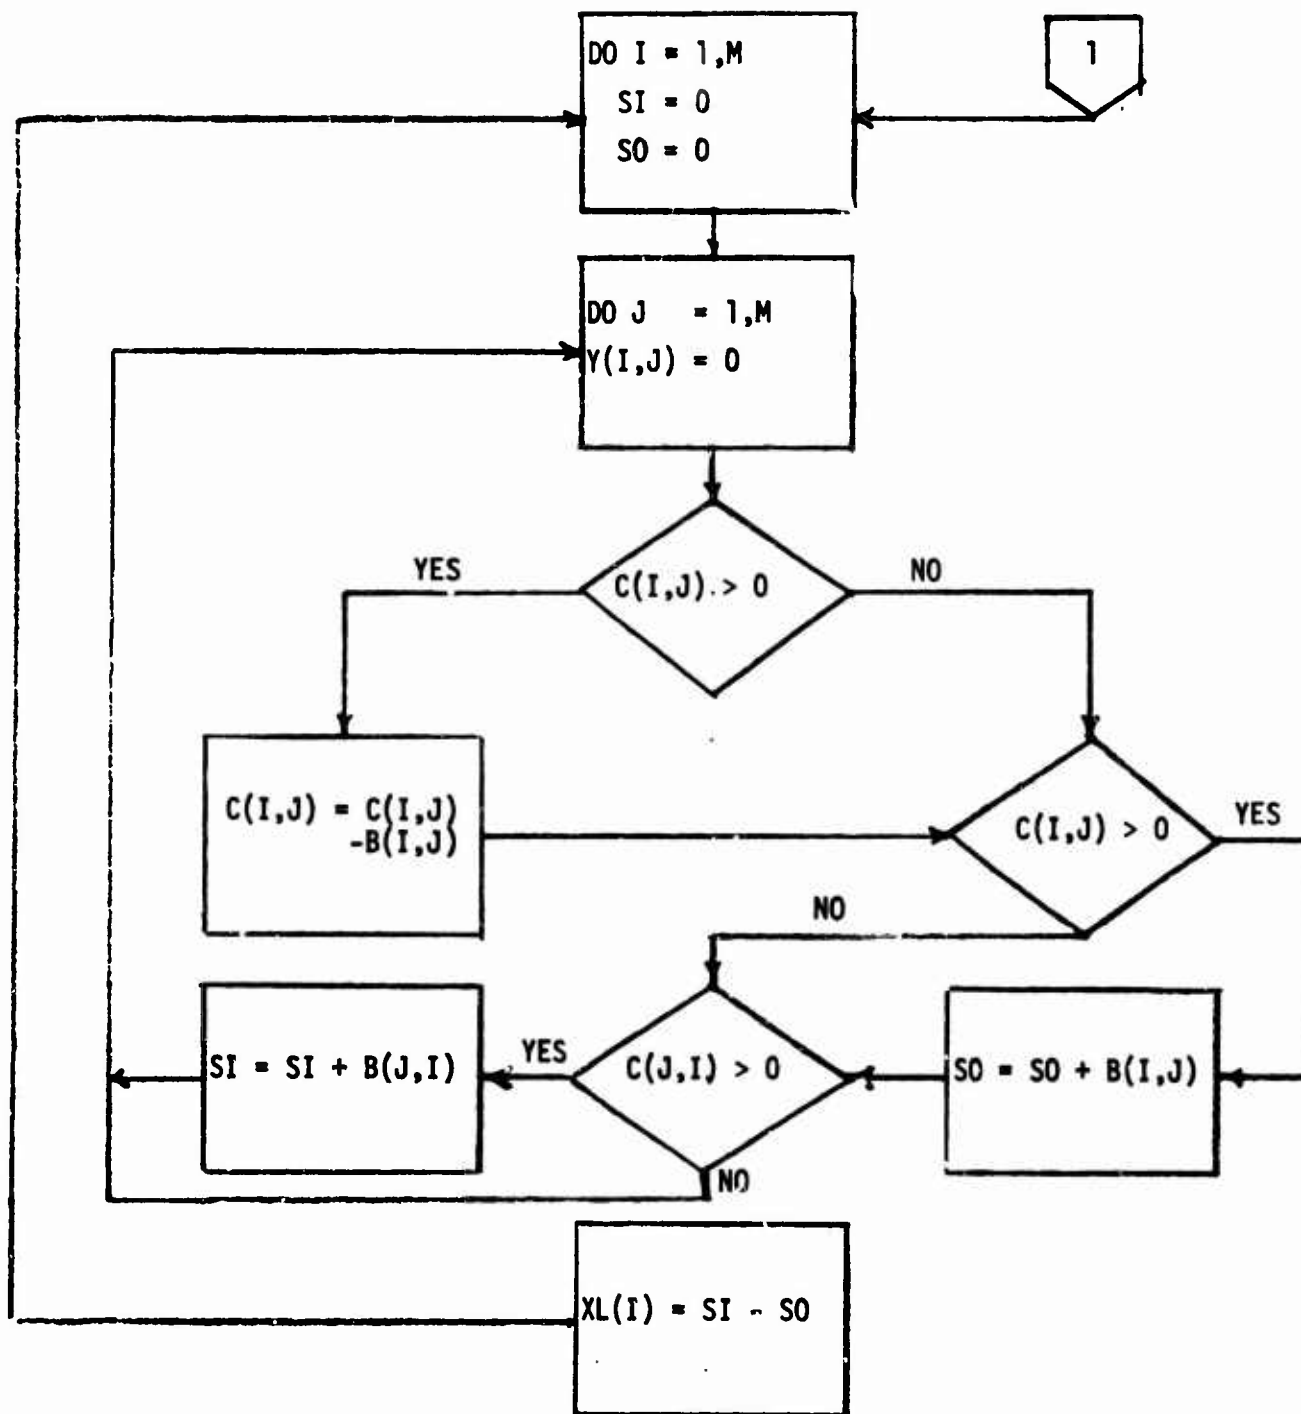 DO I = 1,M
SI = 0
SO = 0
1
DO J = 1,M
Y(I,J) = 0
YES
C(I,J) > 0
NO
C(I,J) = C(I,J)
-B(I,J)
C(I,J) > 0
YES
NO
SI = SI + B(J,I)
YES
C(J,I) > 0
SO = SO + B(I,J)
NO
XL(I) = SI - SO